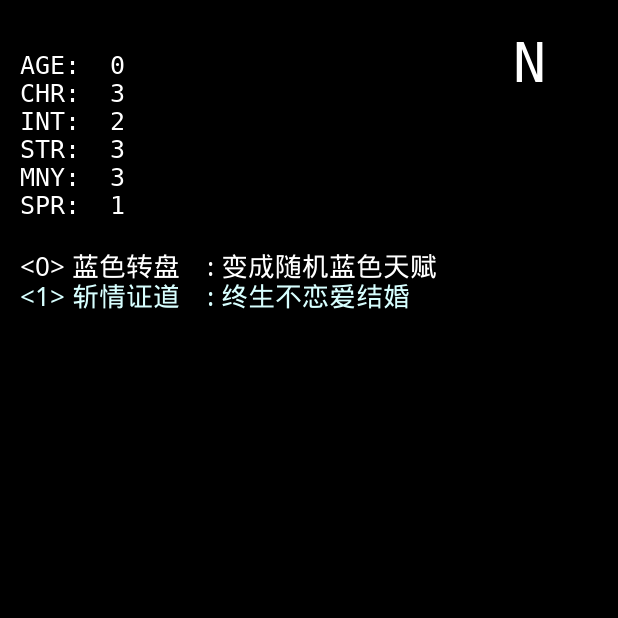 N
AGE: 0
CHR: 3
INT: 2
STR: 3
MNY: 3
SPR: 1
<0> 蓝色转盘 : 变成随机蓝色天赋
<1> 斩情证道 : 终生不恋爱结婚